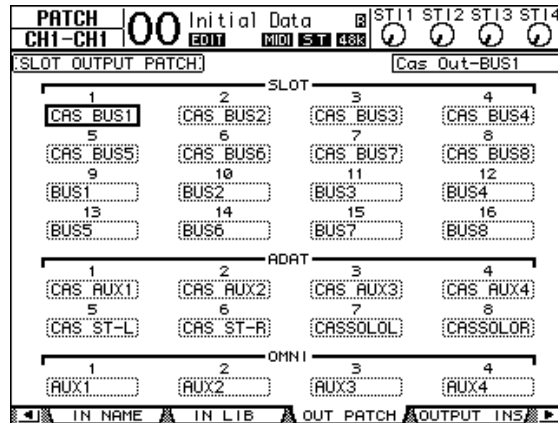 PATCH 00 Initial Data STI1 STI2 STI3 STI4
CH1-CH1 EDIT MIDI ST 48k
SLOT OUTPUT PATCH Cas Out-BUS1
SLOT
1 2 3 4
CAS BUS1 CAS BUS2 CAS BUS3 CAS BUS4
5 6 7 8
CAS BUS5 CAS BUS6 CAS BUS7 CAS BUS8
9 10 11 12
BUS1 BUS2 BUS3 BUS4
13 14 15 16
BUS5 BUS6 BUS7 BUS8
ADAT
1 2 3 4
CAS AUX1 CAS AUX2 CAS AUX3 CAS AUX4
5 6 7 8
CAS ST-L CAS ST-R CASSOLOL CASSOLOR
OMNI
1 2 3 4
AUX1 AUX2 AUX3 AUX4
IN NAME IN LIB OUT PATCH OUTPUT INS